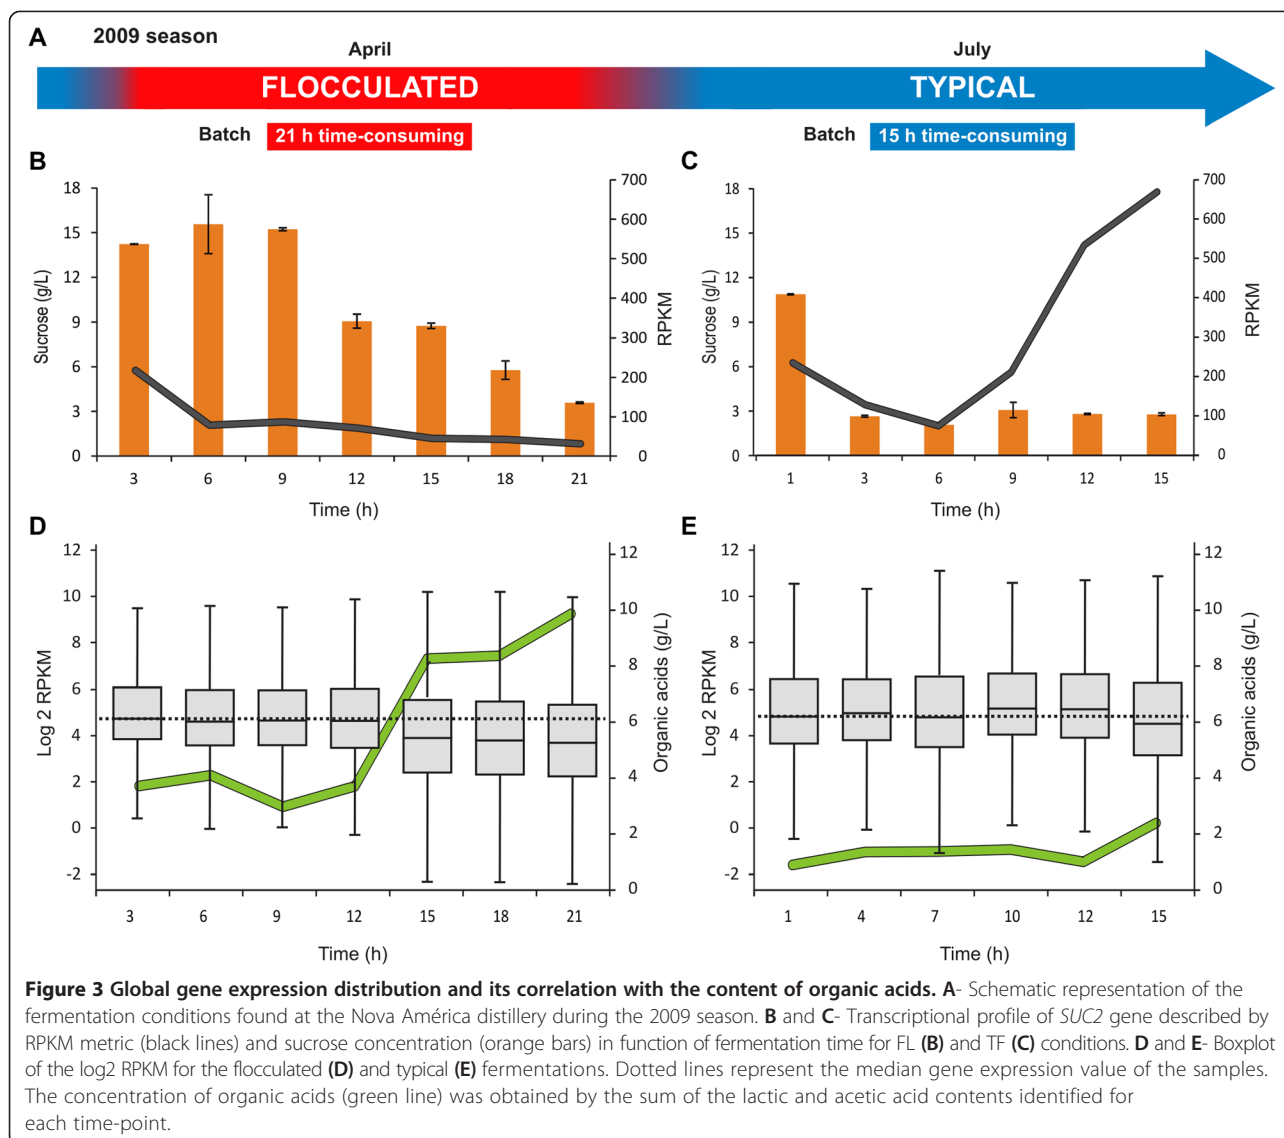 A 2009 season
April
July
FLOCCULATED
TYPICAL
Batch 21 h time-consuming
Batch 15 h time-consuming
B
18
15
12
9
6
3
0
Sucrose (g/L)
700
600
500
400
300
200
100
0
RPKM
3 6 9 12 15 18 21
Time (h)
C
18
15
12
9
6
3
0
Sucrose (g/L)
700
600
500
400
300
200
100
0
RPKM
1 3 6 9 12 15
Time (h)
D
12
10
8
6
4
2
0
-2
Log 2 RPKM
12
10
8
6
4
2
0
Organic acids (g/L)
3 6 9 12 15 18 21
Time (h)
E
12
10
8
6
4
2
0
-2
Log 2 RPKM
12
10
8
6
4
2
0
Organic acids (g/L)
1 4 7 10 12 15
Time (h)
Figure 3 Global gene expression distribution and its correlation with the content of organic acids. A- Schematic representation of the
fermentation conditions found at the Nova América distillery during the 2009 season. B and C- Transcriptional profile of SUC2 gene described by
RPKM metric (black lines) and sucrose concentration (orange bars) in function of fermentation time for FL (B) and TF (C) conditions. D and E- Boxplot
of the log2 RPKM for the flocculated (D) and typical (E) fermentations. Dotted lines represent the median gene expression value of the samples.
The concentration of organic acids (green line) was obtained by the sum of the lactic and acetic acid contents identified for
each time-point.